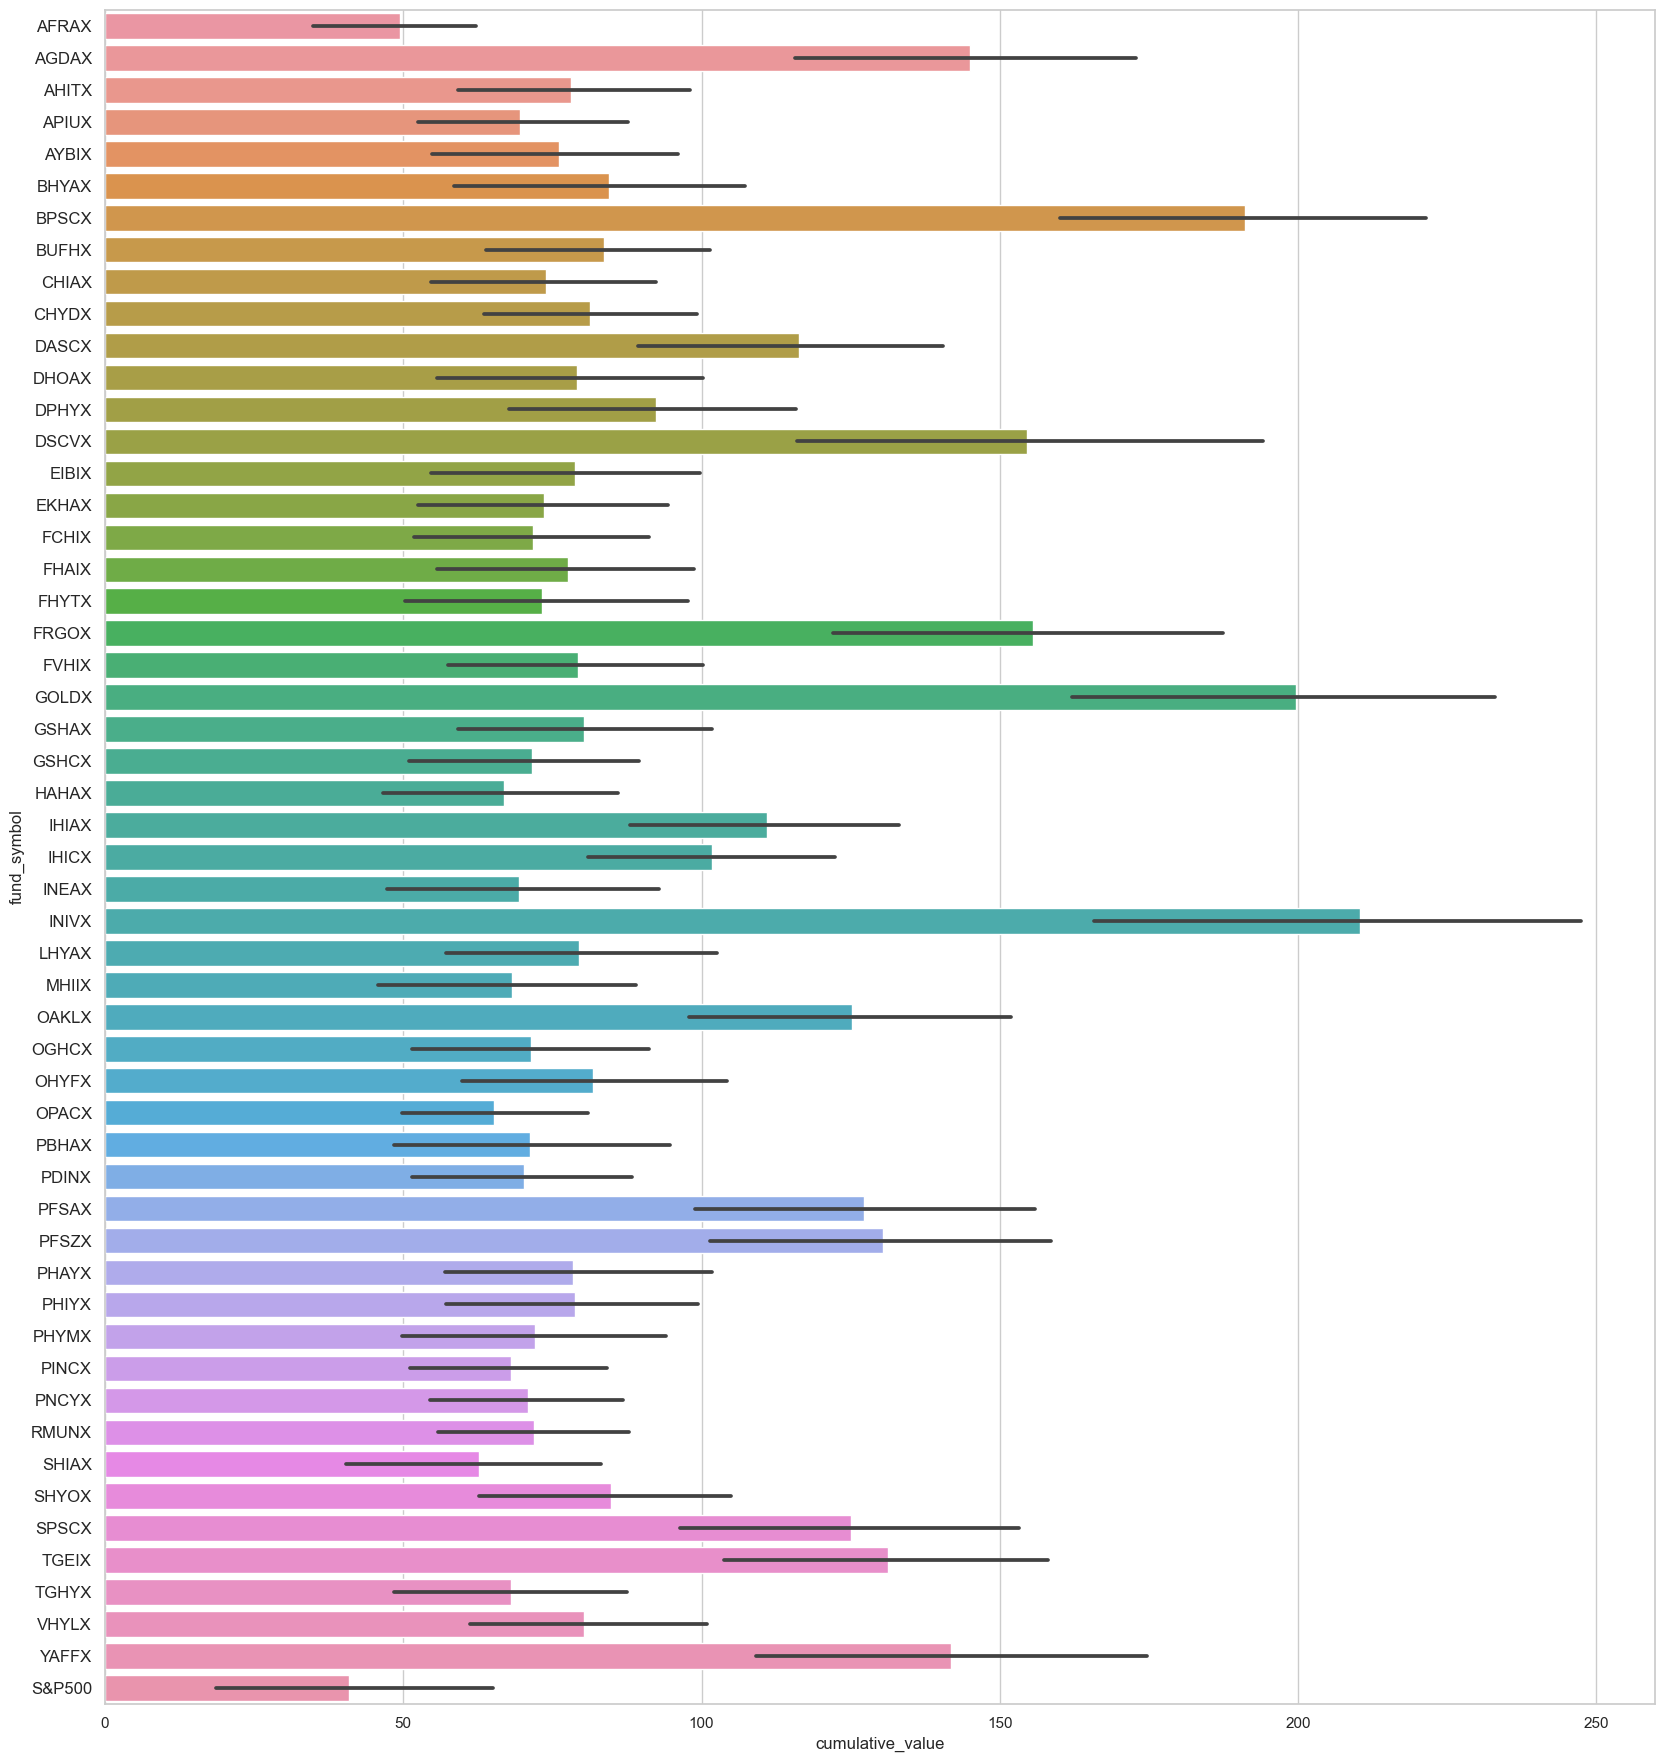 AFRAX
AGDAX
AHITX
APIUX
AYBIX
BHYAX
BPSCX
BUFHX
CHIAX
CHYDX
DASCX
DHOAX
DPHYX
DSCVX
EIBIX
EKHAX
FCHIX
FHAIX
FHYTX
FRGOX
FVHIX
GOLDX
GSHAX
GSHCX
HAHAX
IHIAX
IHICX
INEAX
INIVX
LHYAX
MHIIX
OAKLX
OGHCX
OHYFX
OPACX
PBHAX
PDINX
PFSAX
PFSZX
PHAYX
PHIYX
PHYMX
PINCX
PNCYX
RMUNX
SHIAX
SHYOX
SPSCX
TGEIX
TGHYX
VHYLX
YAFFX
S&P500
fund_symbol
0 50 100 150 200 250
cumulative_value